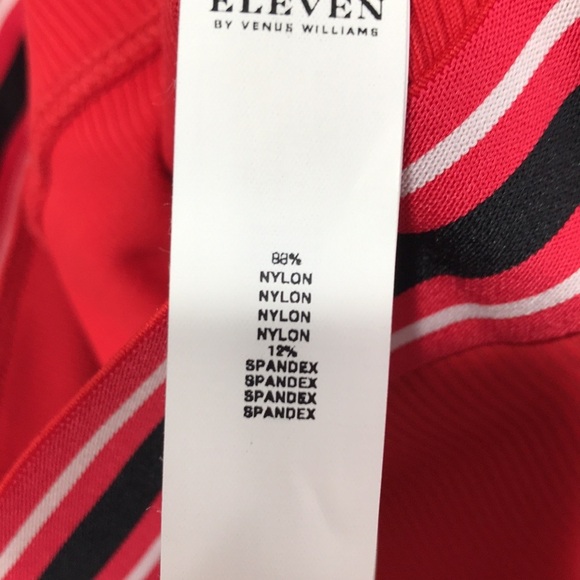 ELEVEN
BY VENUS WILLIAMS
88%
NYLON
NYLON
NYLON
NYLON
12%
SPANDEX
SPANDEX
SPANDEX
SPANDEX